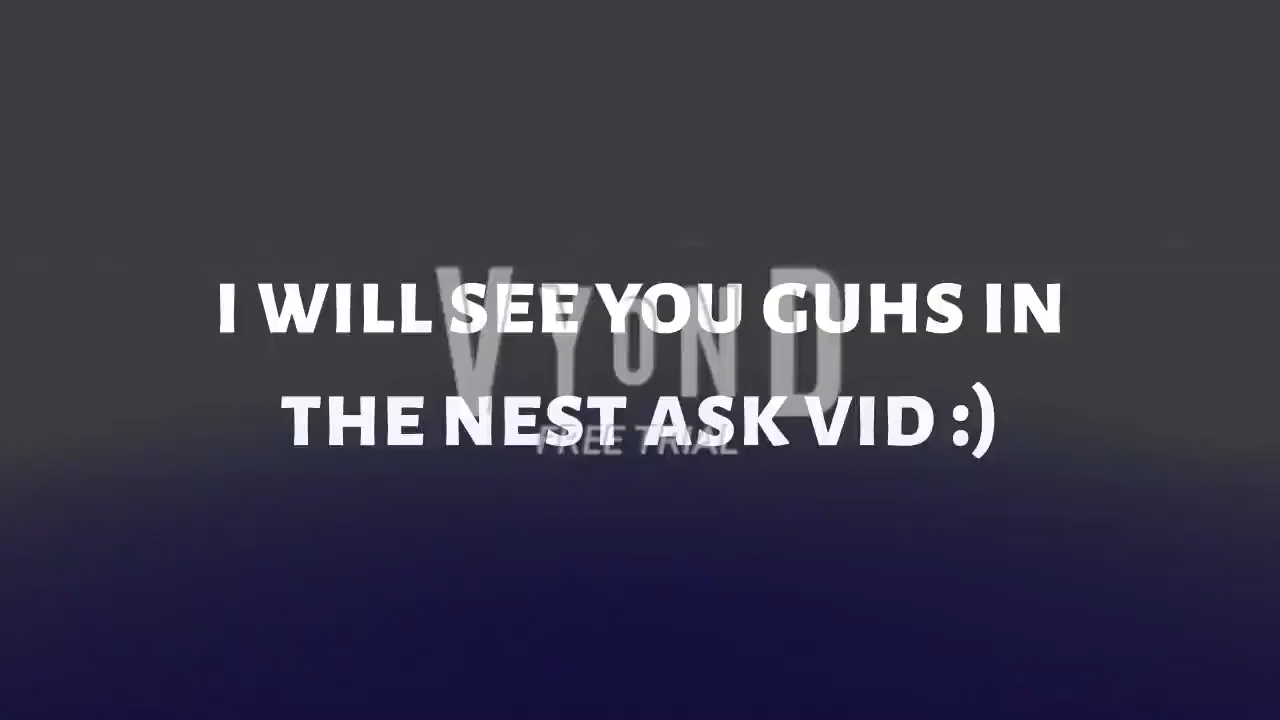 I WILL SEE YOU GUHS IN
VYOND
THE NEST ASK VID :)
FREE TRIAL